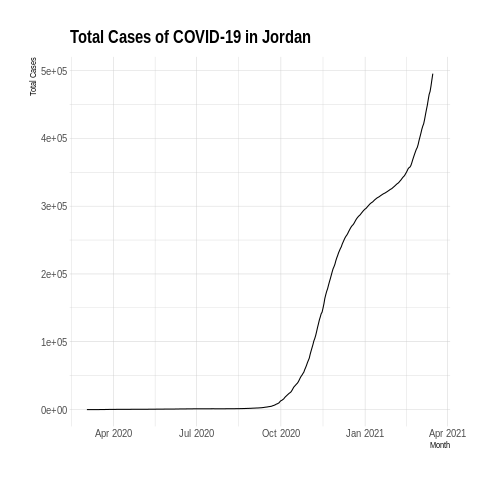 Total Cases of COVID-19 in Jordan
Total Cases
5e+05
4e+05
3e+05
2e+05
1e+05
0e+00
Apr 2020 Jul 2020 Oct 2020 Jan 2021 Apr 2021
Month